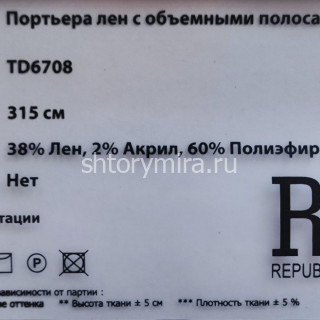 Портьера лен с объемными полоса
TD6708
315 см
38% Лен, 2% Акрил, 60% Полиэфир
shtorymira.ru
Нет
тации
P
R
REPUB
зависимости от партии :
ие оттенка ** Высота ткани ± 5 см *** Плотность ткани ± 5 %